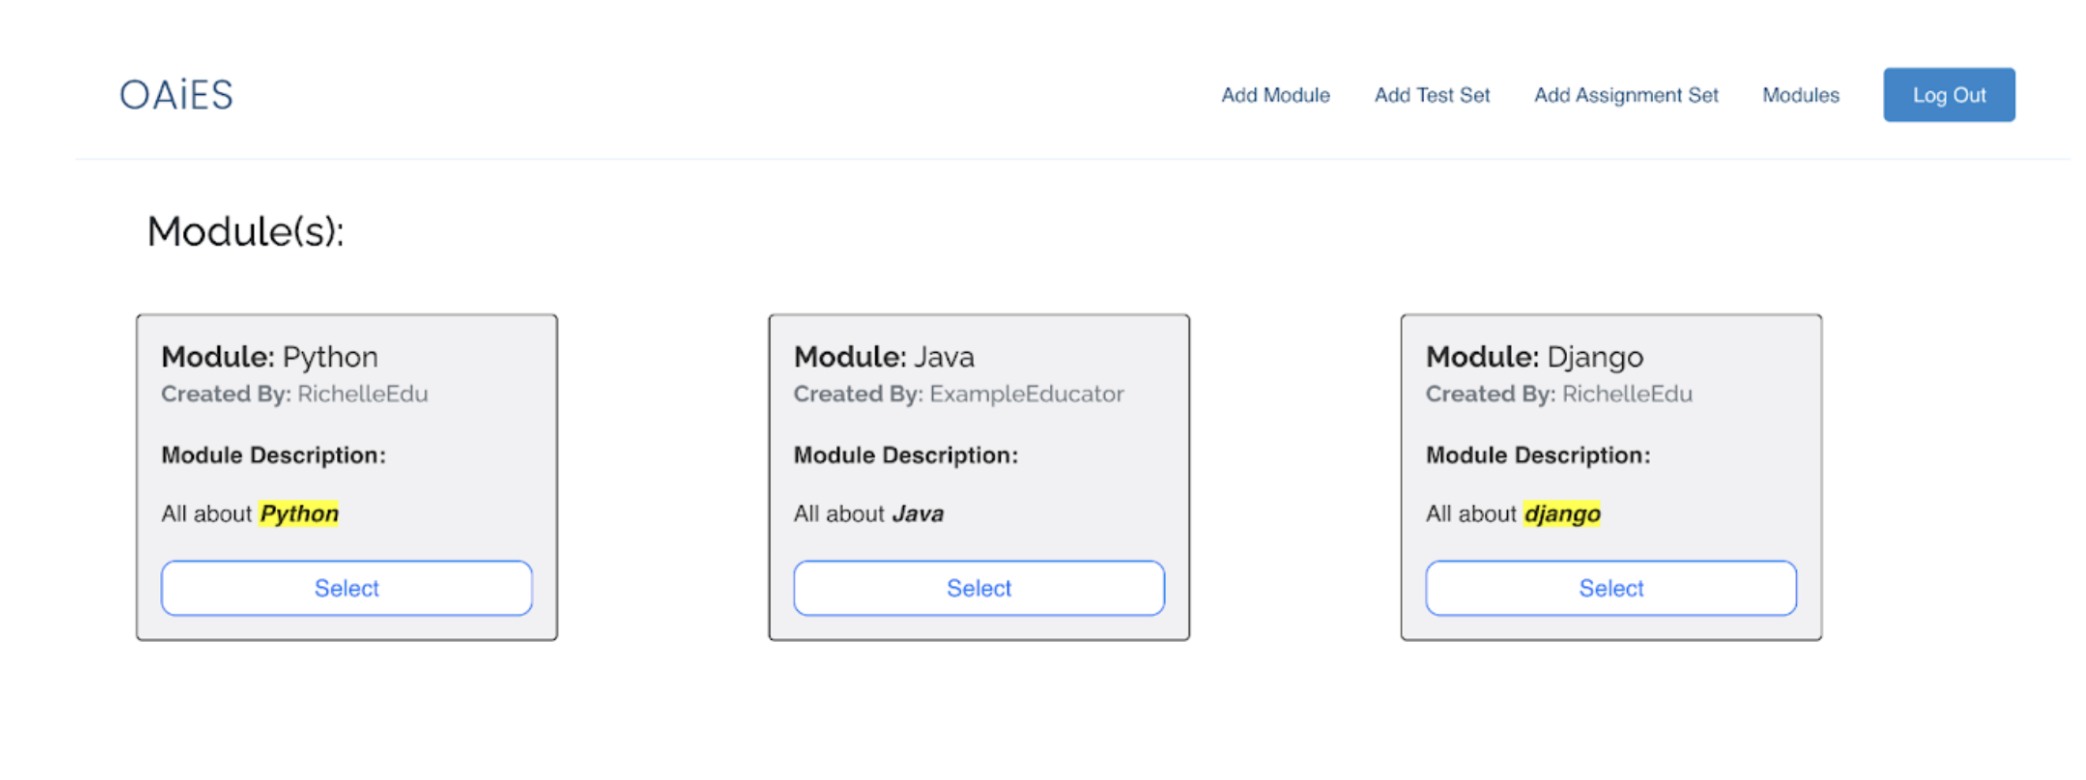 OAiES
Add Module
Add Test Set
Add Assignment Set
Modules
Log Out
Module(s):
Module: Python
Created By: RichelleEdu
Module Description:
All about Python
Select
Module: Java
Created By: ExampleEducator
Module Description:
All about Java
Select
Module: Django
Created By: RichelleEdu
Module Description:
All about django
Select